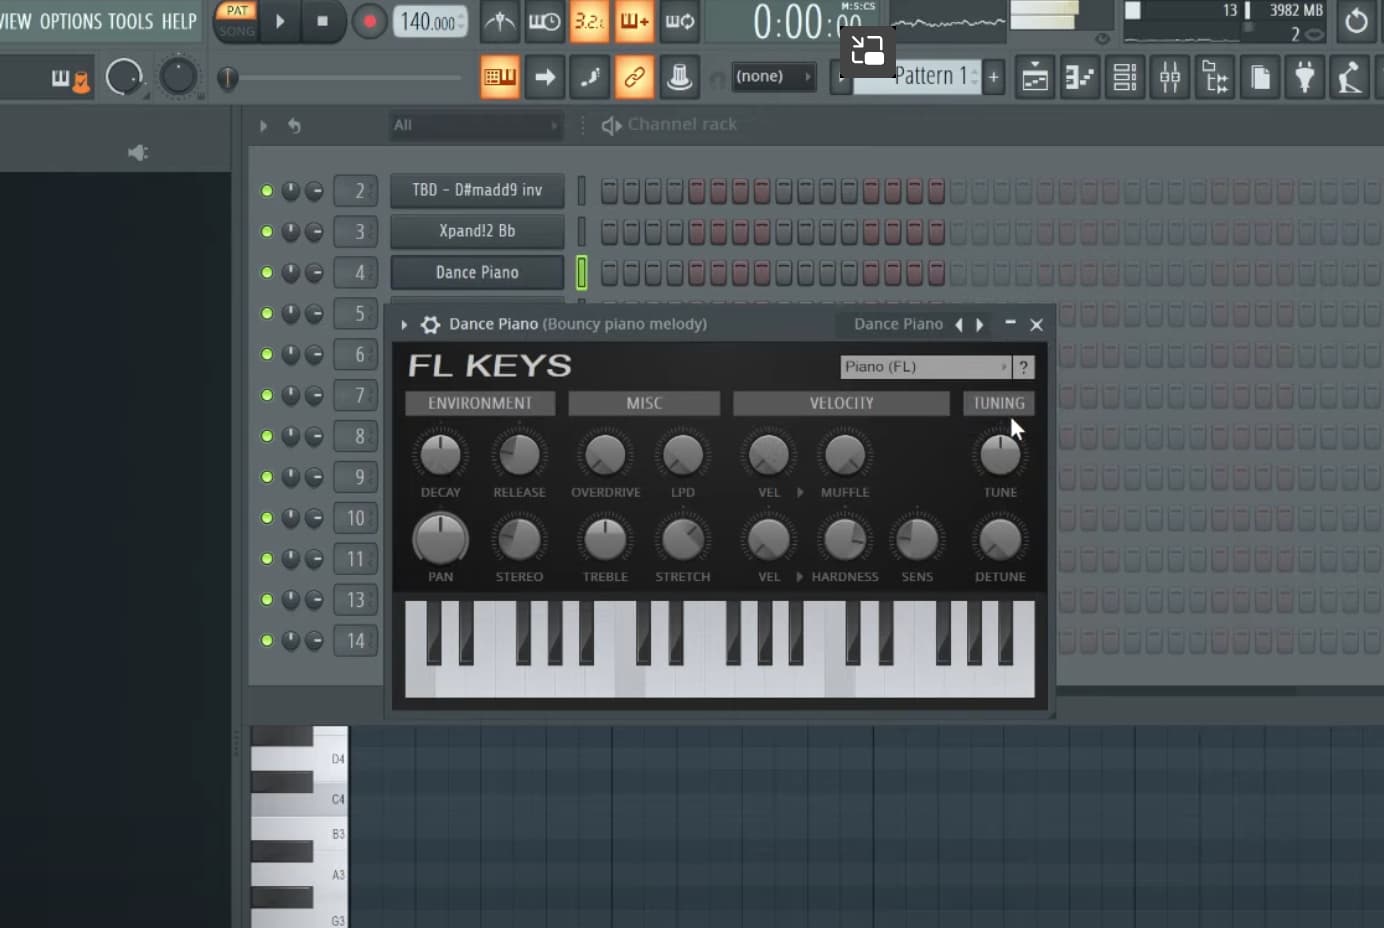 VIEW OPTIONS TOOLS HELP
PAT
SONG
140.000
3.2.
0:00:00
M:S:CS
13
3982 MB
2
(none)
Pattern 1
+
All
Channel rack
2
TBD - D#madd9 inv
3
Xpand!2 Bb
4
Dance Piano
5
6
7
8
9
10
11
13
14
Dance Piano (Bouncy piano melody)
Dance Piano
FL KEYS
Piano (FL)
?
ENVIRONMENT
MISC
VELOCITY
TUNING
DECAY
RELEASE
OVERDRIVE
LPD
VEL
MUFFLE
TUNE
PAN
STEREO
TREBLE
STRETCH
VEL
HARDNESS
SENS
DETUNE
D4
C4
B3
A3
G3